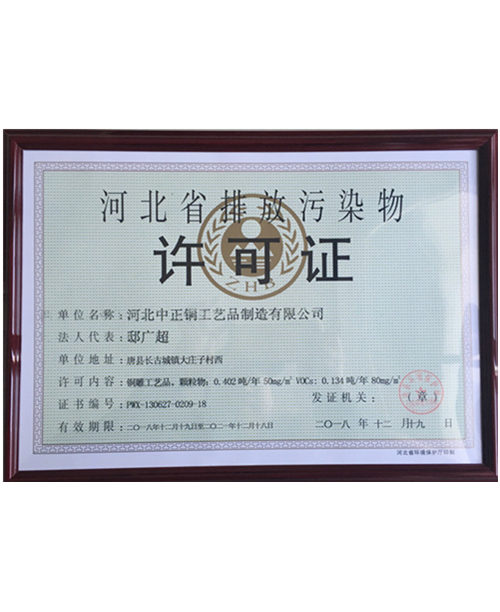 河北省排放污染物
许可证
ZHB
单位名称：河北中正铜工艺品制造有限公司
法人代表：邸广超
单位地址：唐县长古城镇大庄子村西
许可内容：铜雕工艺品，颗粒物：0.402吨/年 50mg/m³ VOCs：0.134吨/年 80mg/m³
证书编号：PWX-130627-0209-18
发证机关：（章）
有效期限：二〇一八年十二月十九日至二〇二一年十二月十八日
二〇一八 年 十二 月 十九 日
河北省环境保护厅印制